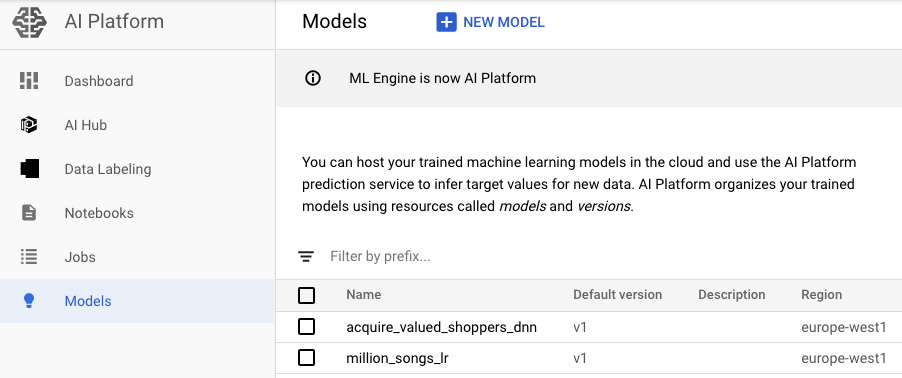 AI Platform
Models
NEW MODEL
Dashboard
AI Hub
Data Labeling
Notebooks
Jobs
Models
ML Engine is now AI Platform
You can host your trained machine learning models in the cloud and use the AI Platform
prediction service to infer target values for new data. AI Platform organizes your trained
models using resources called models and versions.
Filter by prefix...
Name Default version Description Region
acquire_valued_shoppers_dnn v1 europe-west1
million_songs_lr v1 europe-west1